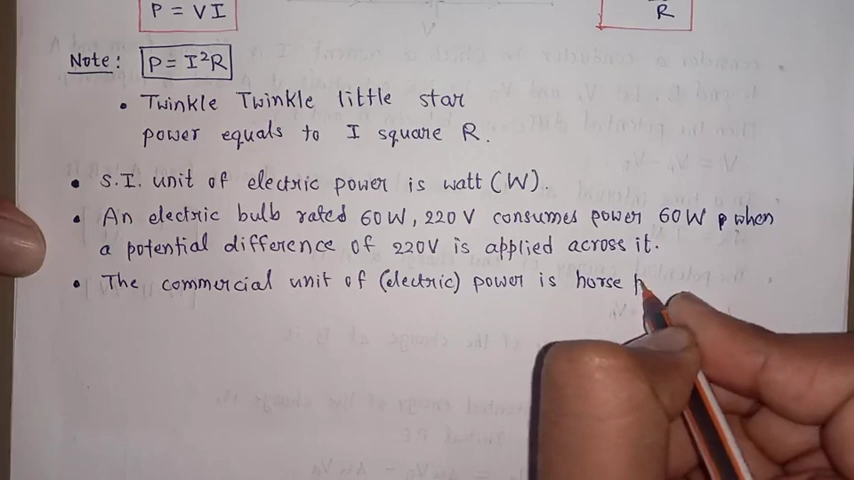 P = VI
V
R
Note: P = I²R
• Twinkle Twinkle little star
power equals to I square R.
• S.I. unit of electric power is watt (W).
• An electric bulb rated 60W, 220 V consumes power 60W p when
a potential difference of 220V is applied across it.
• The commercial unit of (electric) power is horse p